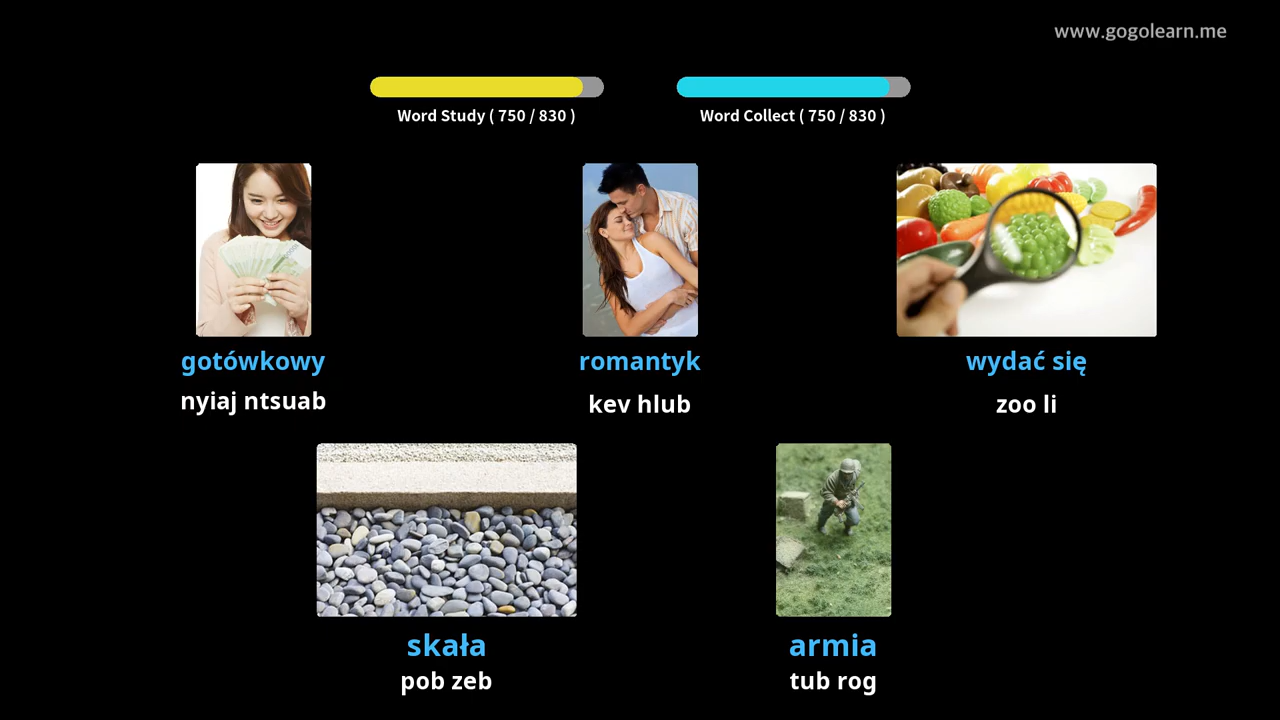 www.gogolearn.me
Word Study ( 750 / 830 )
Word Collect ( 750 / 830 )
gotówkowy
nyiaj ntsuab
romantyk
kev hlub
wydać się
zoo li
skała
pob zeb
armia
tub rog